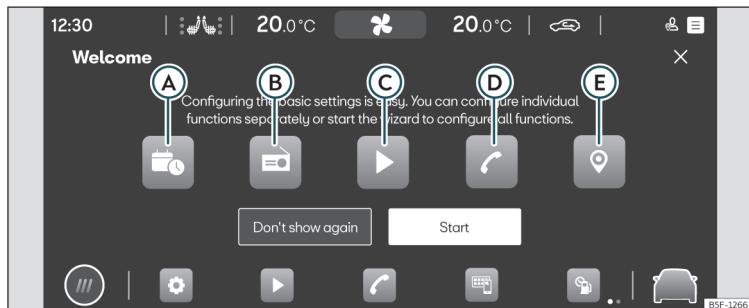 12:30 20.0°C 20.0°C
Welcome
A B C D E
Configuring the basic settings is easy. You can configure individual
functions separately or start the wizard to configure all functions.
Don't show again Start
B5F-1266